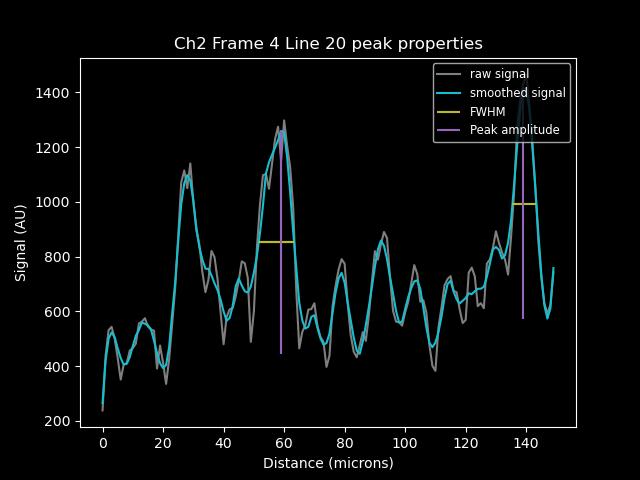 Ch2 Frame 4 Line 20 peak properties
raw signal
smoothed signal
FWHM
Peak amplitude
Signal (AU)
1400
1200
1000
800
600
400
200
0 20 40 60 80 100 120 140
Distance (microns)